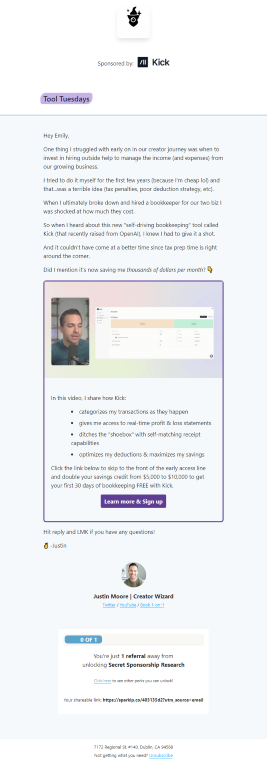 Sponsored by: Kick
Tool Tuesdays
Hey Emily,
One thing I struggled with early on in our creator journey was when to
invest in hiring outside help to manage the income (and expenses) from
our growing business.
I tried to do it myself for the first few years (because I'm cheap lol) and
that...was a terrible idea (tax penalties, poor deduction strategy, etc).
When I ultimately broke down and hired a bookkeeper for our two biz I
was shocked at how much they cost.
So when I heard about this new "self-driving bookkeeping" tool called
Kick (that recently raised from OpenAI), I knew I had to give it a shot.
And it couldn't have come at a better time since tax prep time is right
around the corner.
Did I mention it's now saving me thousands of dollars per month? 👇
In this video, I share how Kick:
• categorizes my transactions as they happen
• gives me access to real-time profit & loss statements
• ditches the "shoebox" with self-matching receipt
capabilities
• optimizes my deductions & maximizes my savings
Click the link below to skip to the front of the early access line
and double your savings credit from $5,000 to $10,000 to get
your first 30 days of bookkeeping FREE with Kick.
Learn more & Sign up
Hit reply and LMK if you have any questions!
-Justin
Justin Moore | Creator Wizard
Twitter / YouTube / Book 1-on-1
0 OF 1
You're just 1 referral away from
unlocking Secret Sponsorship Research
Click here to see other perks you can unlock!
Your shareable link: https://sparklp.co/403135d2?utm_source=email
7172 Regional St. #140, Dublin, CA 94568
Not getting what you need? Unsubscribe